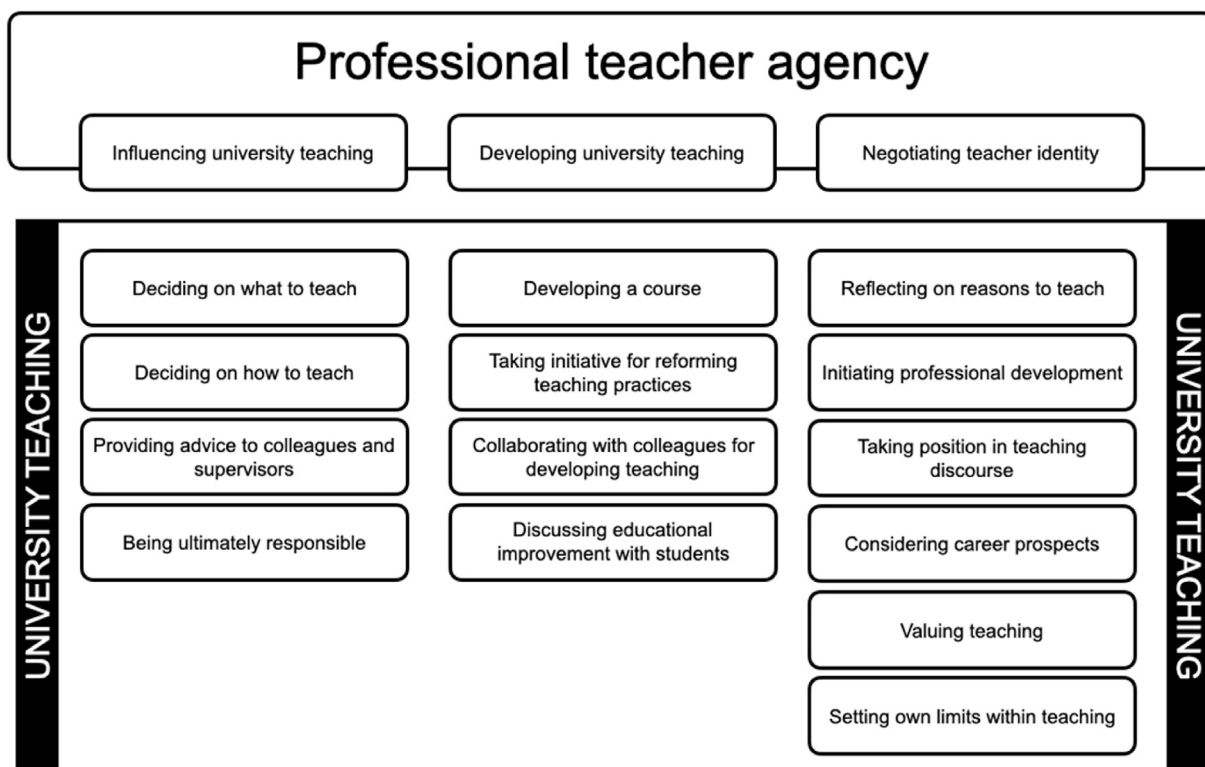 Professional teacher agency
Influencing university teaching
Developing university teaching
Negotiating teacher identity
UNIVERSITY TEACHING
Deciding on what to teach
Deciding on how to teach
Providing advice to colleagues and
supervisors
Being ultimately responsible
Developing a course
Taking initiative for reforming
teaching practices
Collaborating with colleagues for
developing teaching
Discussing educational
improvement with students
Reflecting on reasons to teach
Initiating professional development
Taking position in teaching
discourse
Considering career prospects
Valuing teaching
Setting own limits within teaching
UNIVERSITY TEACHING